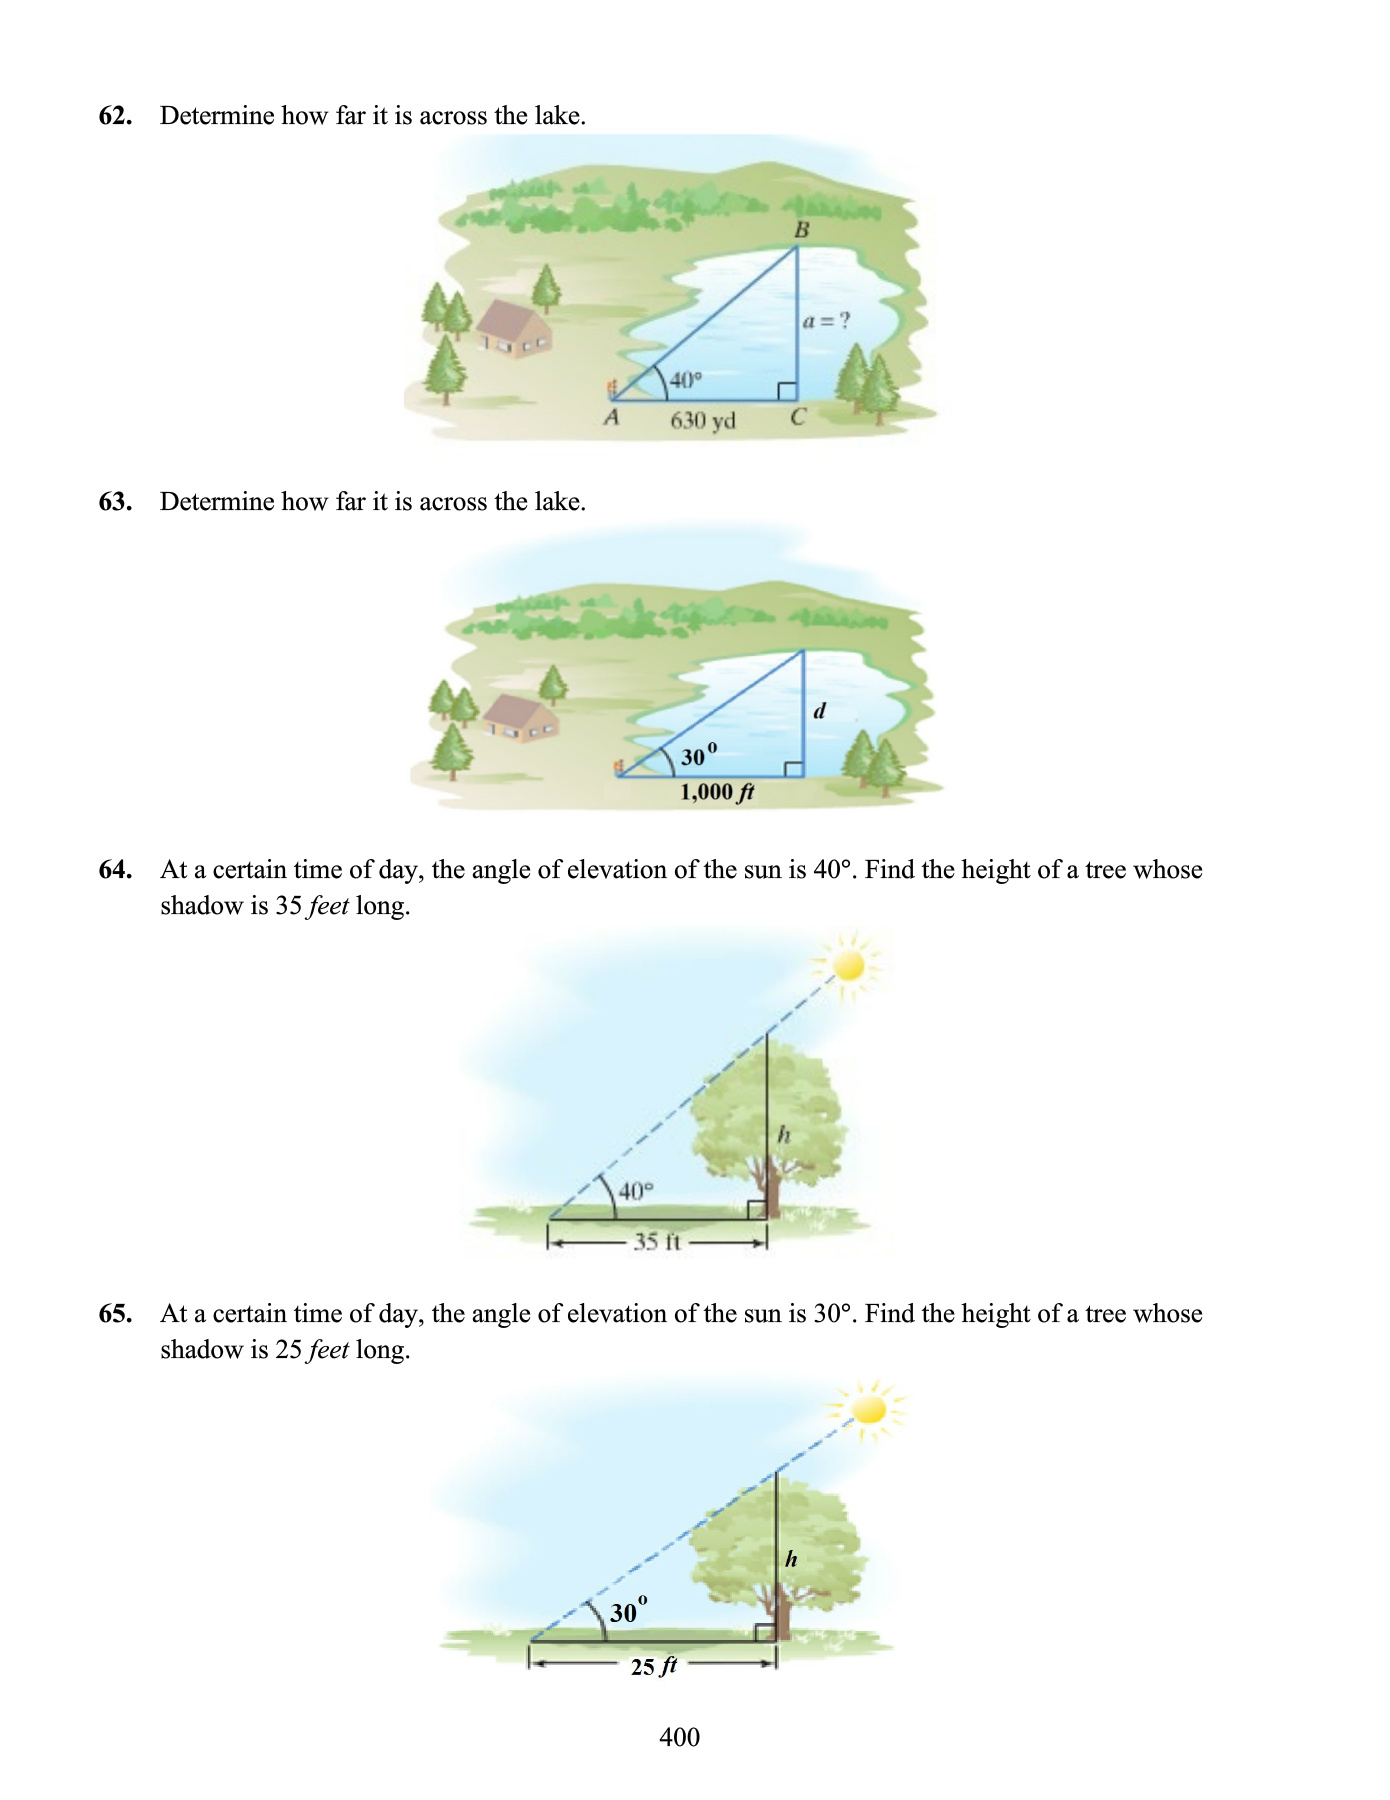 62. Determine how far it is across the lake.
B
a = ?
40°
A 630 yd C
63. Determine how far it is across the lake.
d
30⁰
1,000 ft
64. At a certain time of day, the angle of elevation of the sun is 40°. Find the height of a tree whose
shadow is 35 feet long.
h
40°
35 ft
65. At a certain time of day, the angle of elevation of the sun is 30°. Find the height of a tree whose
shadow is 25 feet long.
h
30⁰
25 ft
400